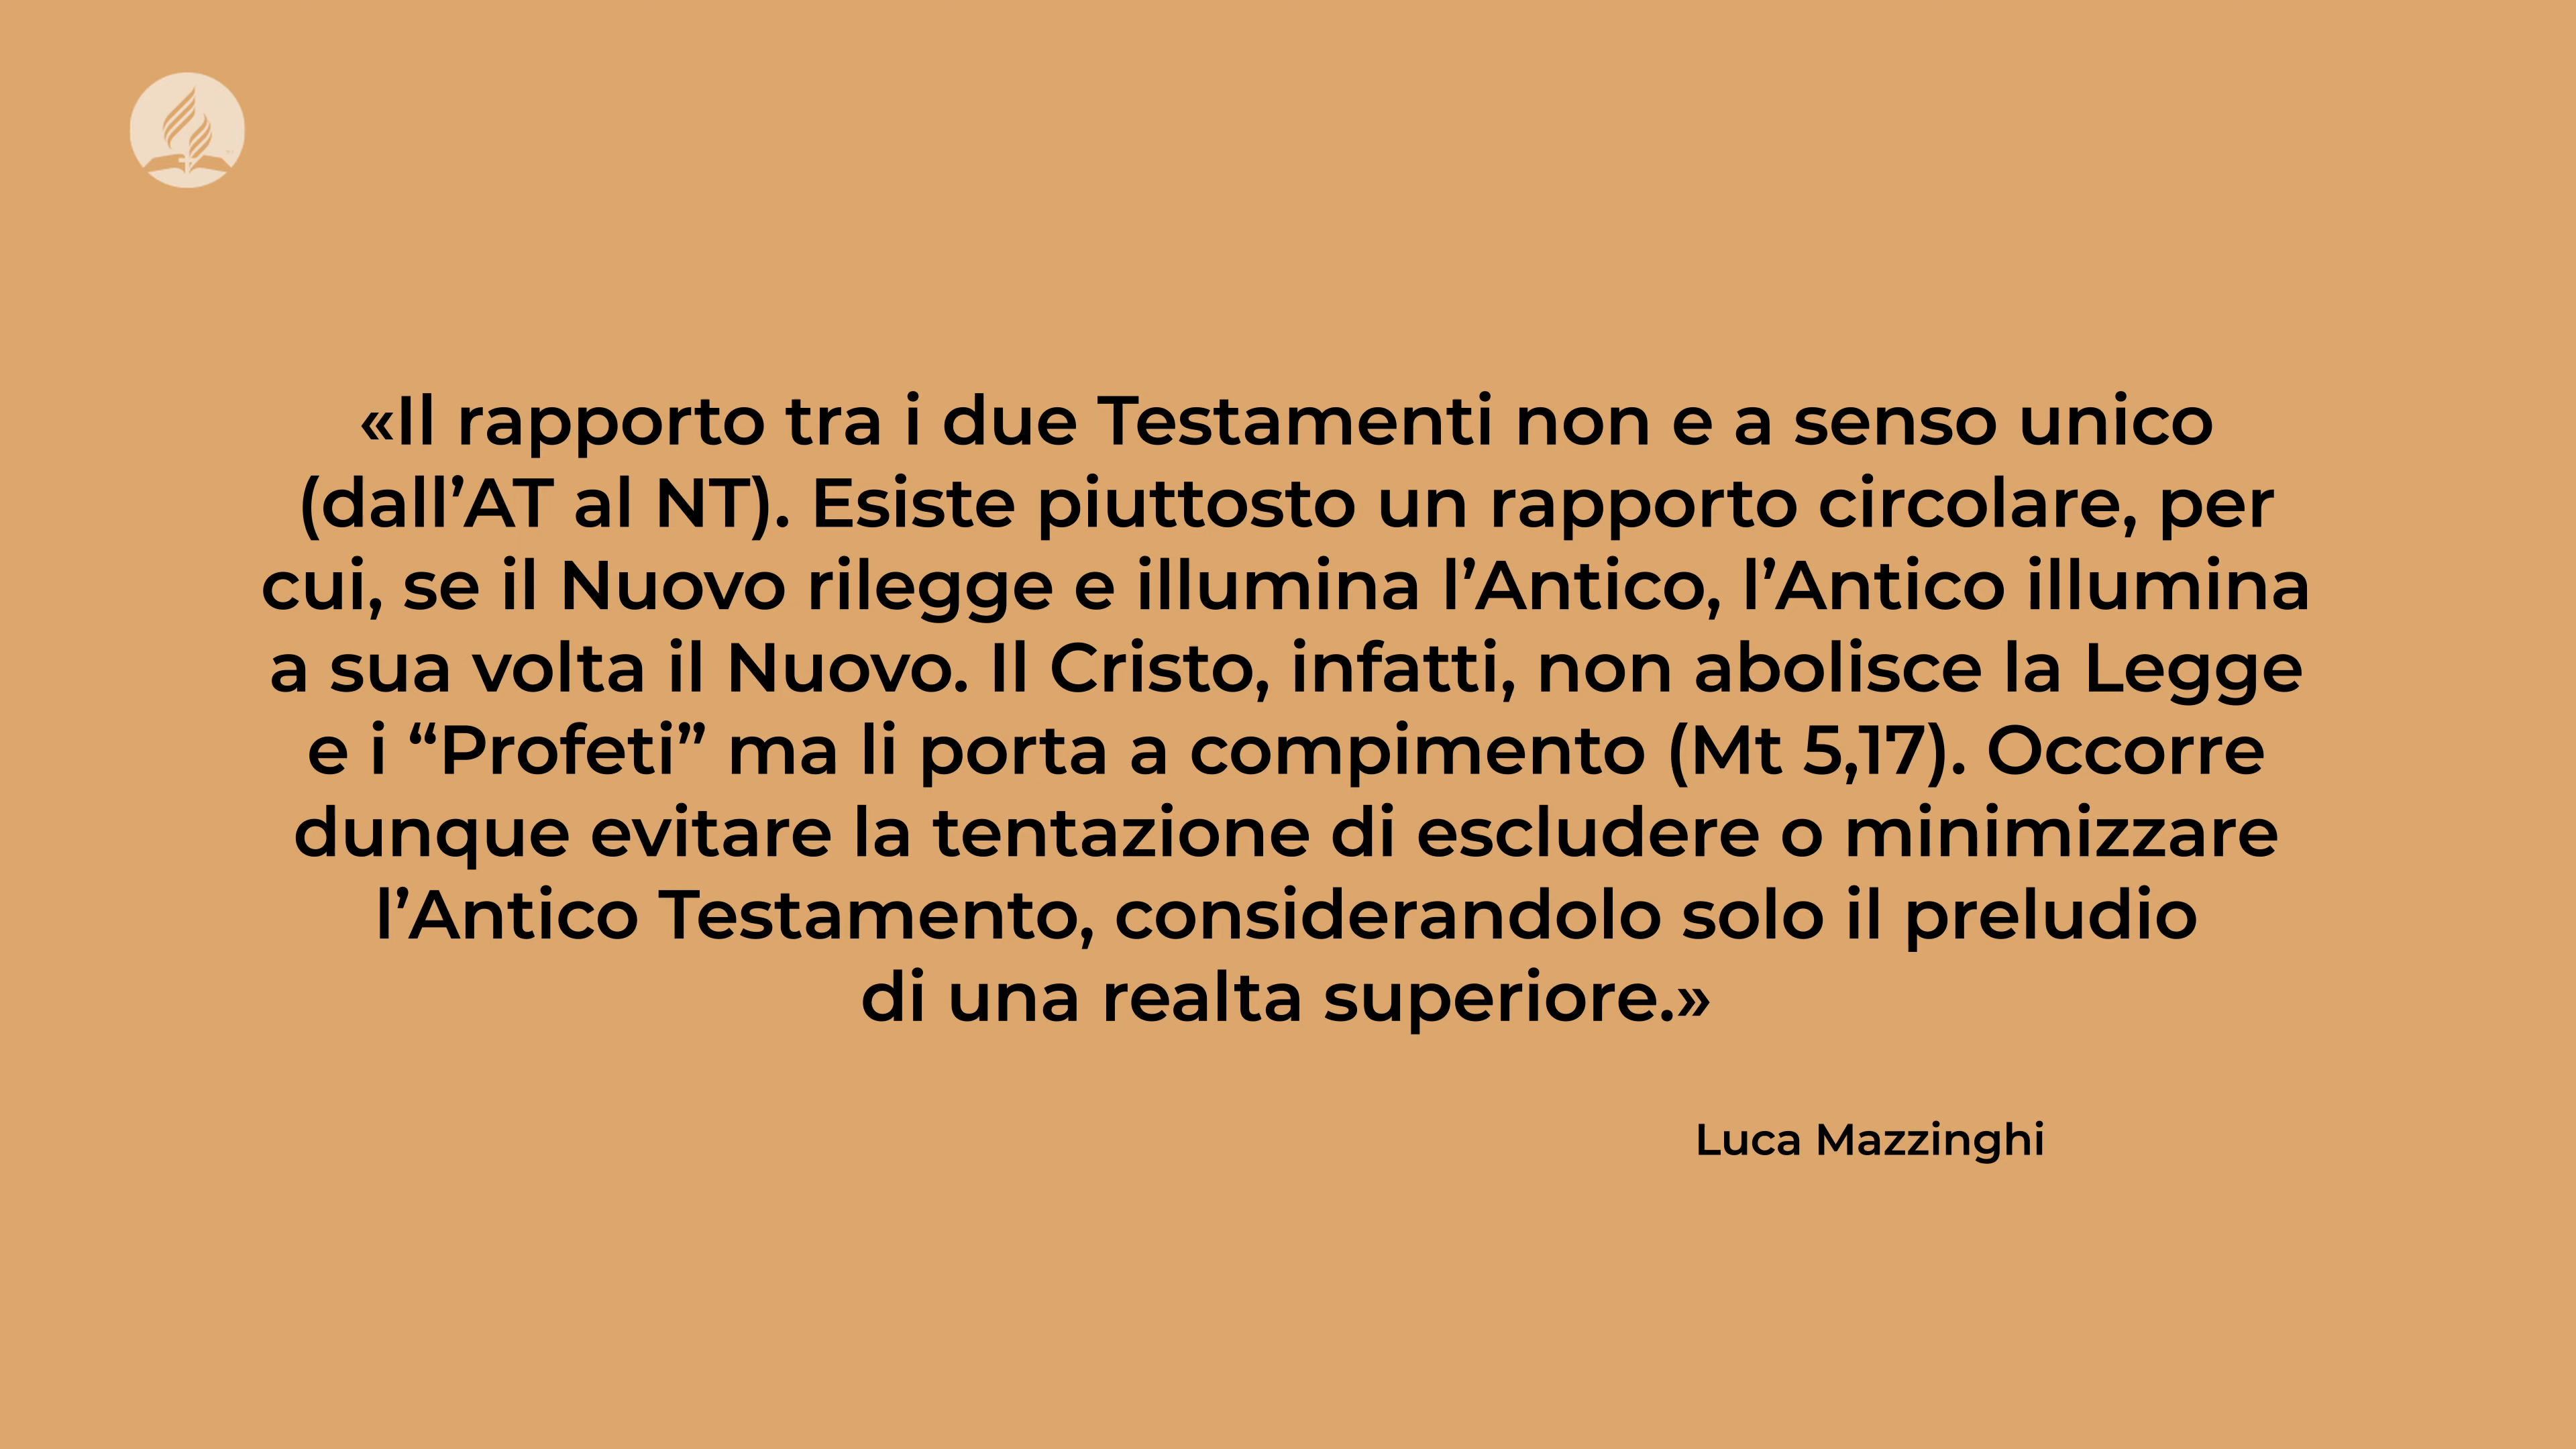 «Il rapporto tra i due Testamenti non e a senso unico
(dall’AT al NT). Esiste piuttosto un rapporto circolare, per
cui, se il Nuovo rilegge e illumina l’Antico, l’Antico illumina
a sua volta il Nuovo. Il Cristo, infatti, non abolisce la Legge
e i “Profeti” ma li porta a compimento (Mt 5,17). Occorre
dunque evitare la tentazione di escludere o minimizzare
l’Antico Testamento, considerandolo solo il preludio
di una realta superiore.»
Luca Mazzinghi